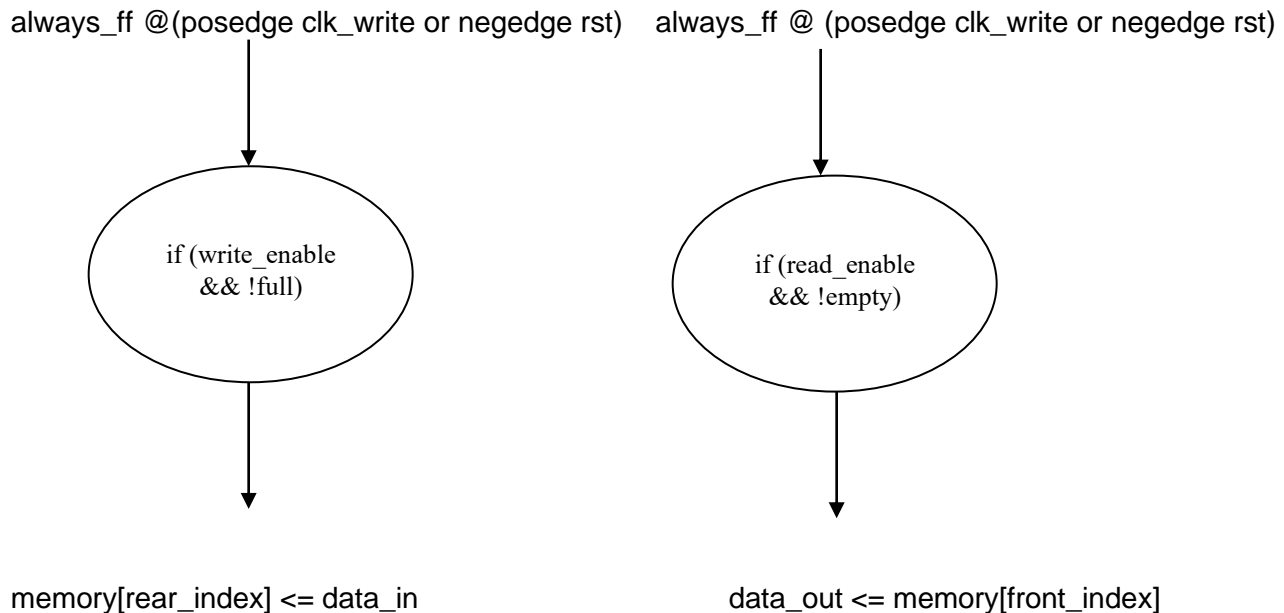 always_ff @(posedge clk_write or negedge rst)
always_ff @ (posedge clk_write or negedge rst)
if (write_enable
&& !full)
if (read_enable
&& !empty)
memory[rear_index] <= data_in
data_out <= memory[front_index]